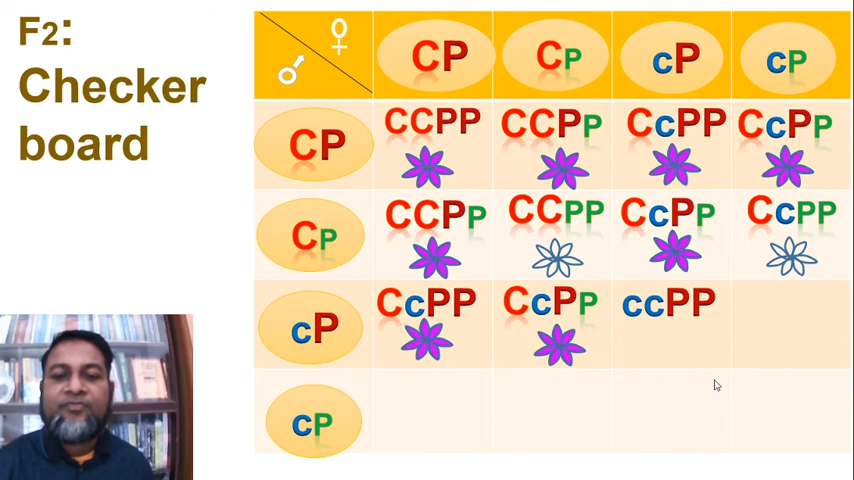 F2:
Checker
board
CP Cp cP cp
CP CCPP CCPp CcPP CcPp
Cp CCPp CCpp CcPp Ccpp
cP CcPP CcPp ccPP
cp